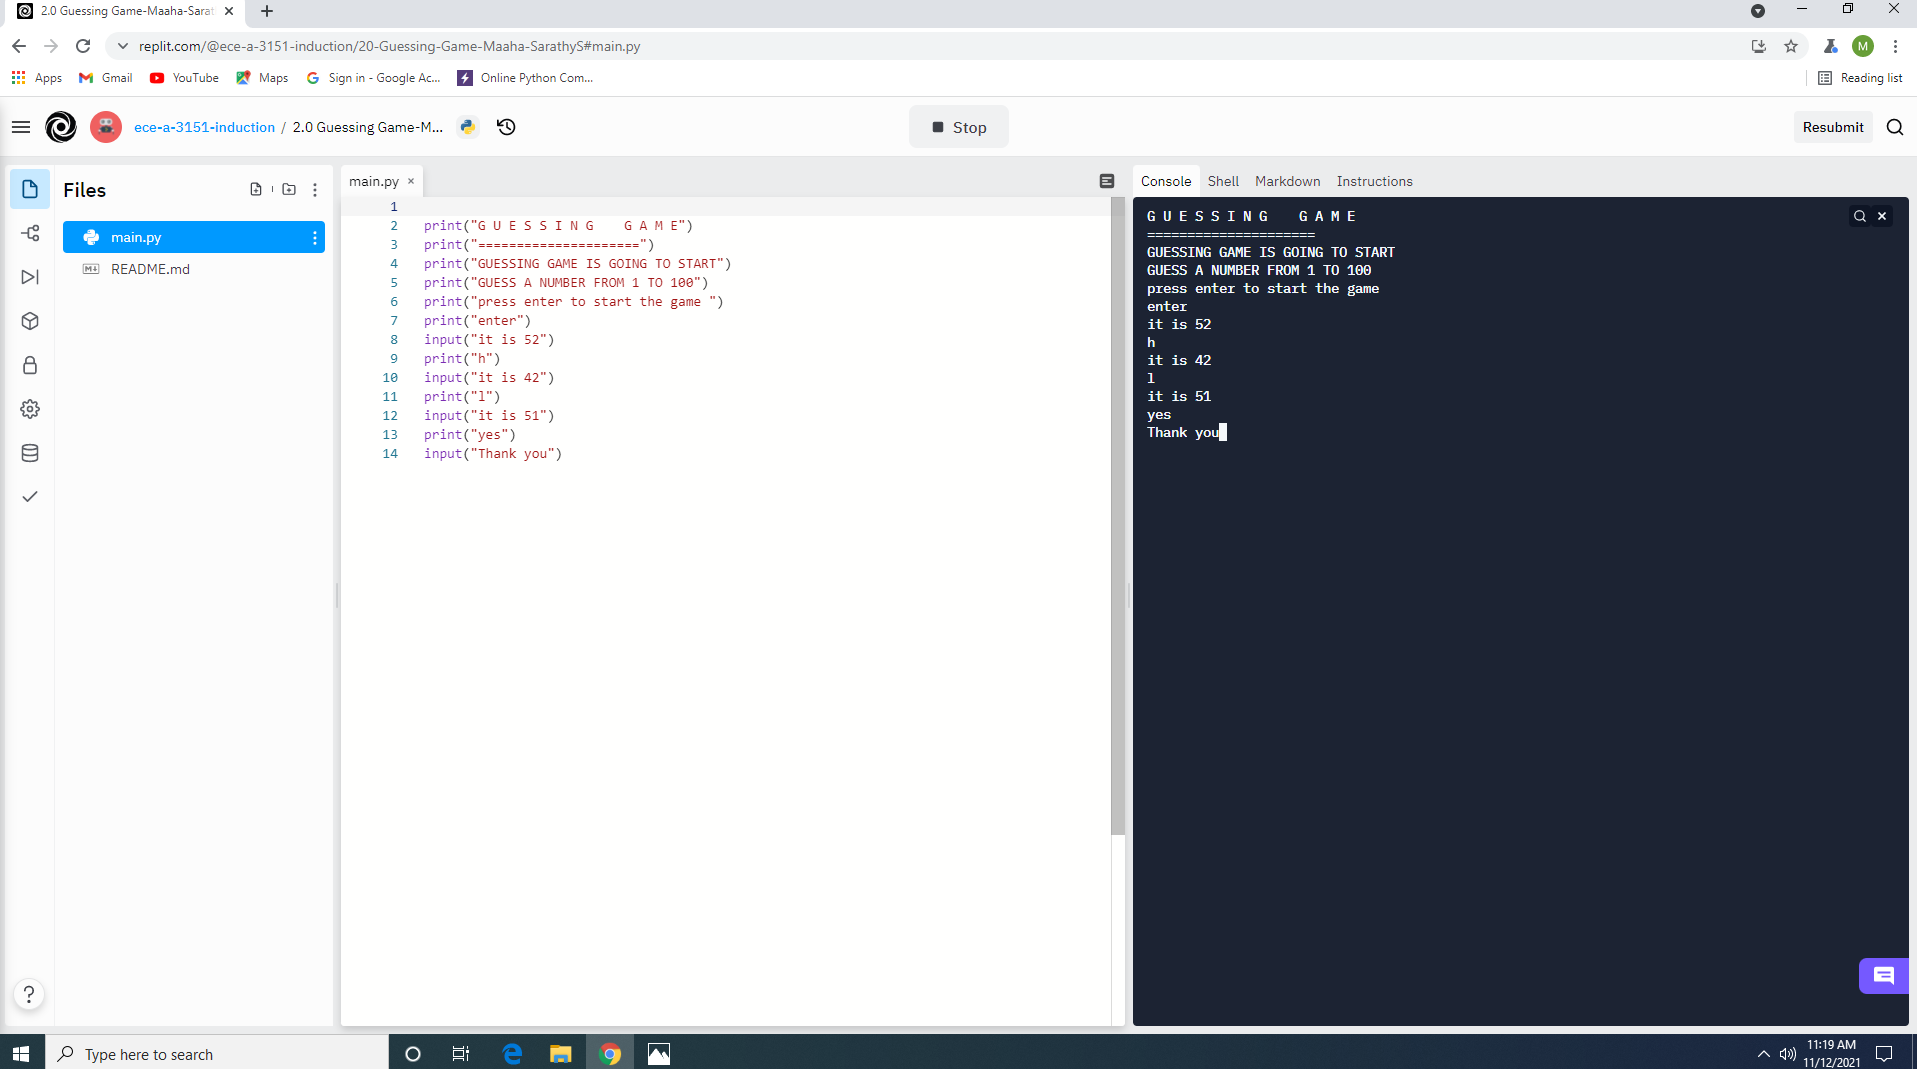 2.0 Guessing Game-Maaha-Sarat
replit.com/@ece-a-3151-induction/20-Guessing-Game-Maaha-SarathyS#main.py
M
Apps Gmail YouTube Maps G Sign in - Google Ac... Online Python Com... Reading list
ece-a-3151-induction / 2.0 Guessing Game-M... Stop Resubmit
Files
main.py
M↓ README.md
main.py ×
1
2 print("G U E S S I N G    G A M E")
3 print("=====================")
4 print("GUESSING GAME IS GOING TO START")
5 print("GUESS A NUMBER FROM 1 TO 100")
6 print("press enter to start the game ")
7 print("enter")
8 input("it is 52")
9 print("h")
10 input("it is 42")
11 print("l")
12 input("it is 51")
13 print("yes")
14 input("Thank you")
Console Shell Markdown Instructions
G U E S S I N G    G A M E
=====================
GUESSING GAME IS GOING TO START
GUESS A NUMBER FROM 1 TO 100
press enter to start the game
enter
it is 52
h
it is 42
l
it is 51
yes
Thank you
?
Type here to search
11:19 AM
11/12/2021